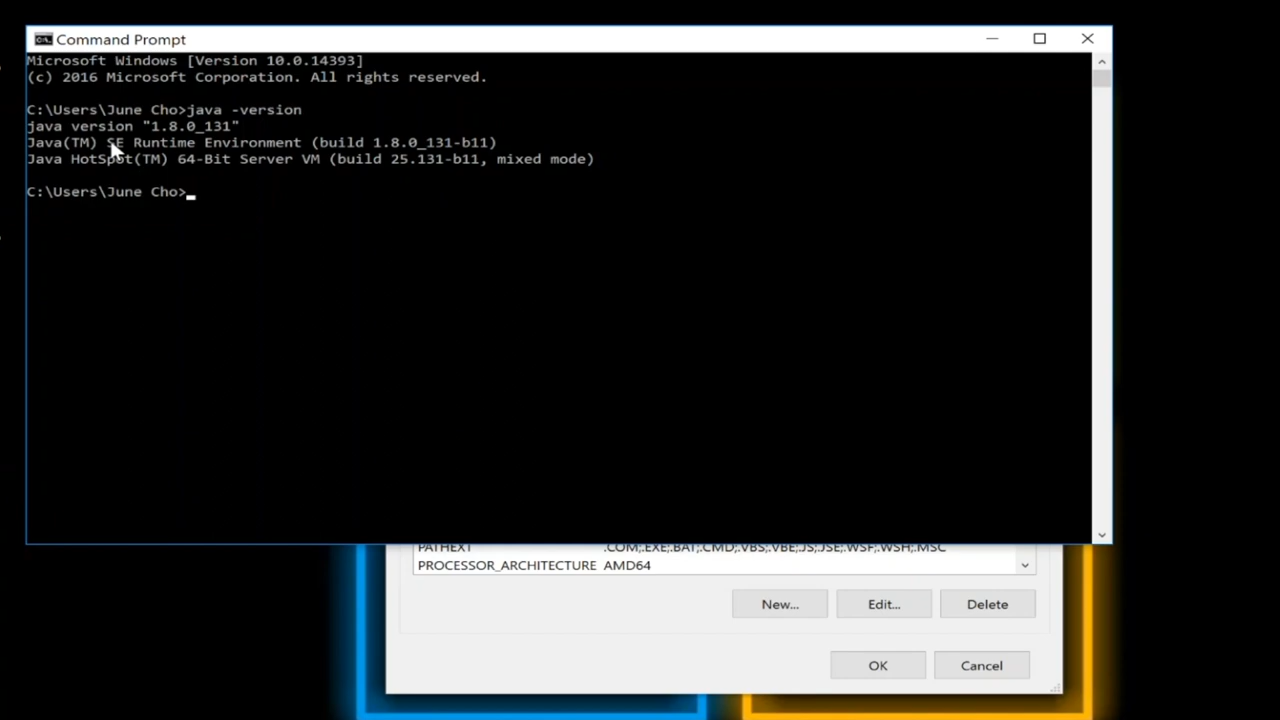 Command Prompt
Microsoft Windows [Version 10.0.14393]
(c) 2016 Microsoft Corporation. All rights reserved.
C:\Users\June Cho>java -version
java version "1.8.0_131"
Java(TM) SE Runtime Environment (build 1.8.0_131-b11)
Java HotSpot(TM) 64-Bit Server VM (build 25.131-b11, mixed mode)
C:\Users\June Cho>
PATHEXT .COM;.EXE;.BAT;.CMD;.VBS;.VBE;.JS;.JSE;.WSF;.WSH;.MSC
PROCESSOR_ARCHITECTURE AMD64
New... Edit... Delete
OK Cancel